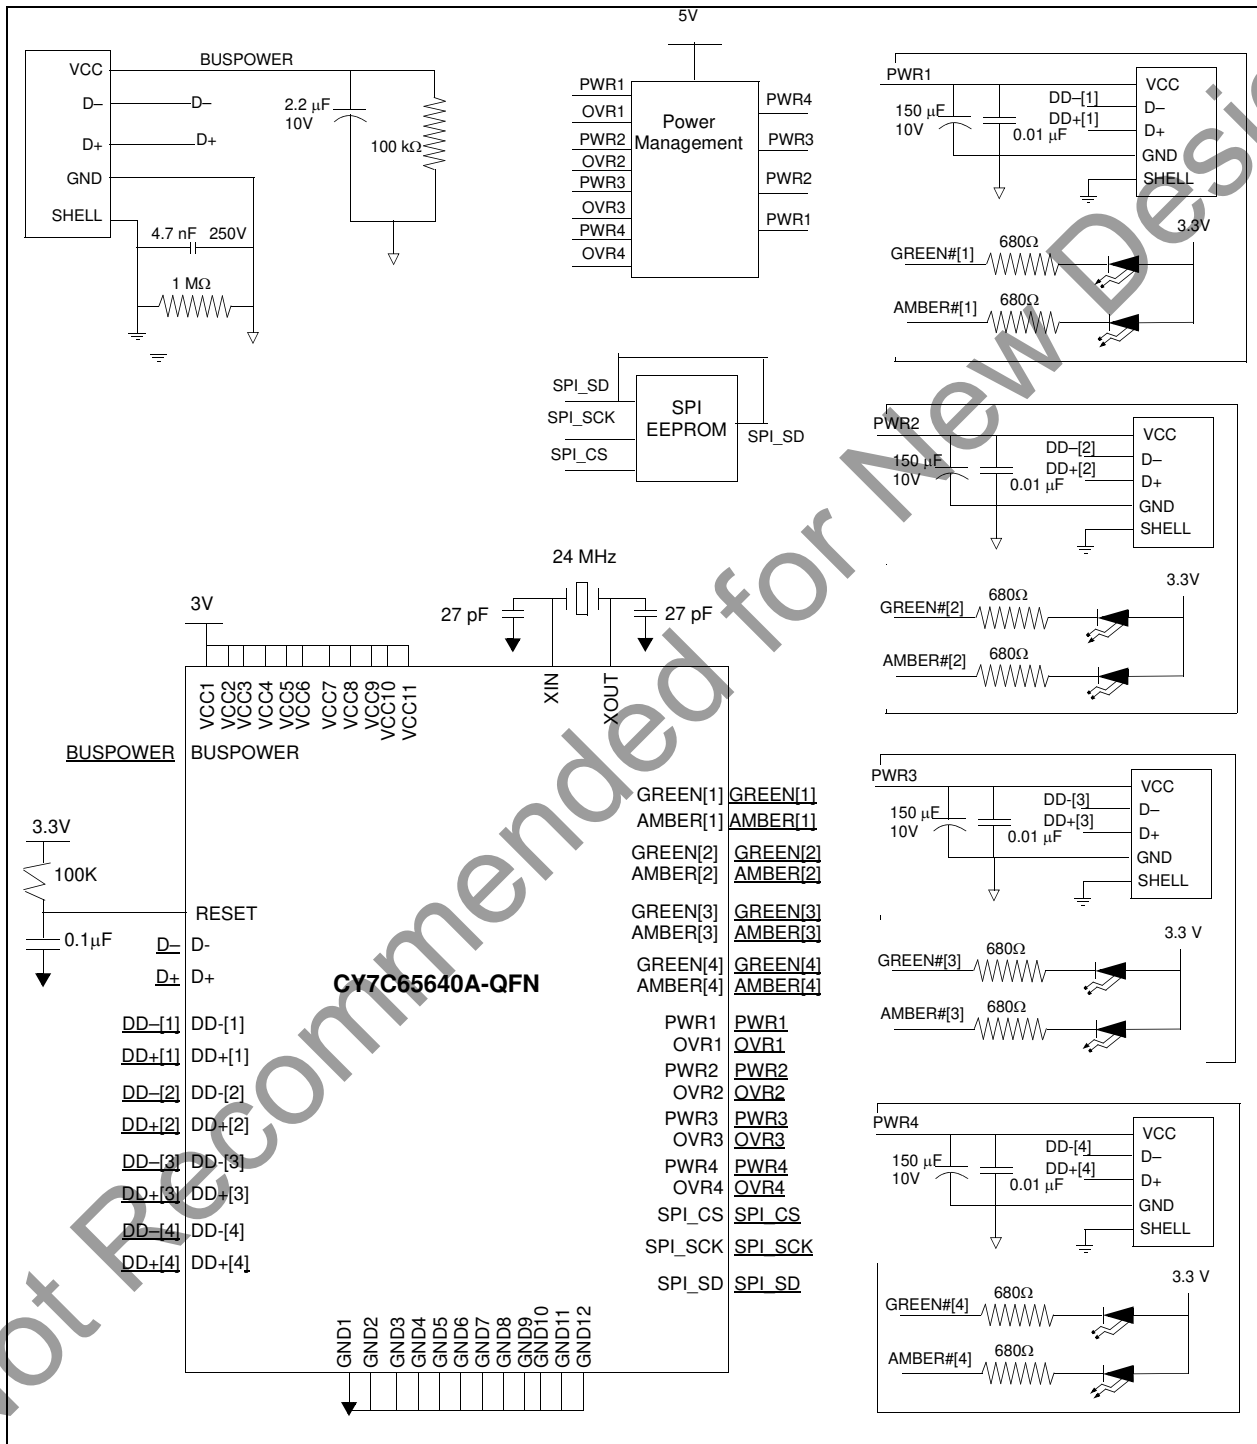 5V
VCC
BUSPOWER
D–
D–
D+
D+
GND
SHELL
2.2 µF
10V
100 kΩ
4.7 nF 250V
1 MΩ
PWR1
OVR1
PWR2
OVR2
PWR3
OVR3
PWR4
OVR4
Power
Management
PWR4
PWR3
PWR2
PWR1
SPI_SD
SPI_SCK
SPI_CS
SPI
EEPROM
SPI_SD
PWR1
150 µF
10V
0.01 µF
DD–[1]
DD+[1]
VCC
D–
D+
GND
SHELL
3.3V
GREEN#[1]
680Ω
AMBER#[1]
680Ω
PWR2
150 µF
10V
0.01 µF
DD–[2]
DD+[2]
VCC
D–
D+
GND
SHELL
3.3V
GREEN#[2]
680Ω
AMBER#[2]
680Ω
PWR3
150 µF
10V
0.01 µF
DD-[3]
DD+[3]
VCC
D–
D+
GND
SHELL
3.3 V
GREEN#[3]
680Ω
AMBER#[3]
680Ω
PWR4
150 µF
10V
0.01 µF
DD-[4]
DD+[4]
VCC
D–
D+
GND
SHELL
3.3 V
GREEN#[4]
680Ω
AMBER#[4]
680Ω
24 MHz
27 pF
27 pF
3V
VCC1
VCC2
VCC3
VCC4
VCC5
VCC6
VCC7
VCC8
VCC9
VCC10
VCC11
XIN
XOUT
BUSPOWER BUSPOWER
3.3V
100K
RESET
0.1µF
D– D-
D+ D+
DD–[1] DD-[1]
DD+[1] DD+[1]
DD–[2] DD-[2]
DD+[2] DD+[2]
DD–[3] DD-[3]
DD+[3] DD+[3]
DD–[4] DD-[4]
DD+[4] DD+[4]
CY7C65640A-QFN
GREEN[1] GREEN[1]
AMBER[1] AMBER[1]
GREEN[2] GREEN[2]
AMBER[2] AMBER[2]
GREEN[3] GREEN[3]
AMBER[3] AMBER[3]
GREEN[4] GREEN[4]
AMBER[4] AMBER[4]
PWR1 PWR1
OVR1 OVR1
PWR2 PWR2
OVR2 OVR2
PWR3 PWR3
OVR3 OVR3
PWR4 PWR4
OVR4 OVR4
SPI_CS SPI_CS
SPI_SCK SPI_SCK
SPI_SD SPI_SD
GND1
GND2
GND3
GND4
GND5
GND6
GND7
GND8
GND9
GND10
GND11
GND12
ot Recommended for New Desi